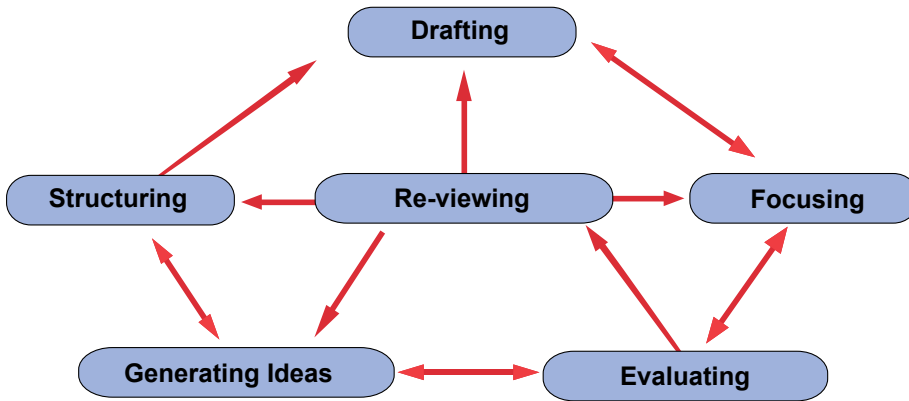 Drafting
Structuring
Re-viewing
Focusing
Generating Ideas
Evaluating